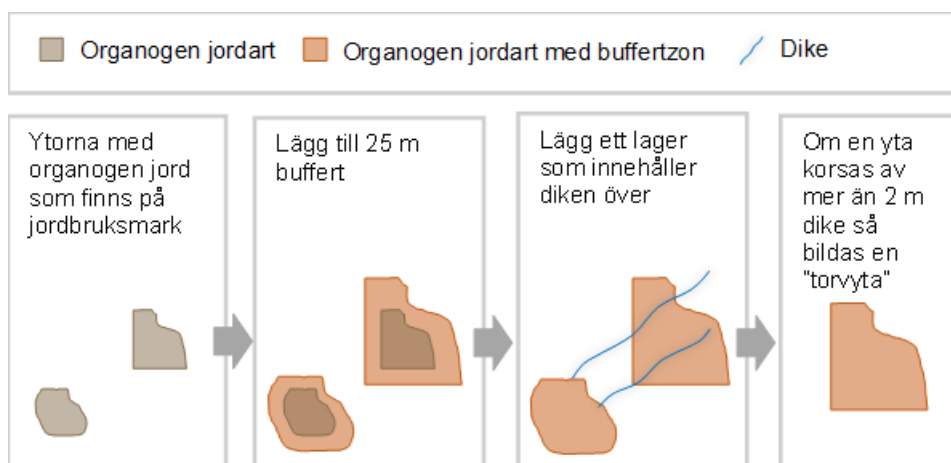 Organogen jordart
Organogen jordart med buffertzon
Dike
Ytorna med
organogen jord
som finns på
jordbruksmark
Lägg till 25 m
buffert
Lägg ett lager
som innehåller
diken över
Om en yta
korsas av
mer än 2 m
dike så
bildas en
"torvyta"